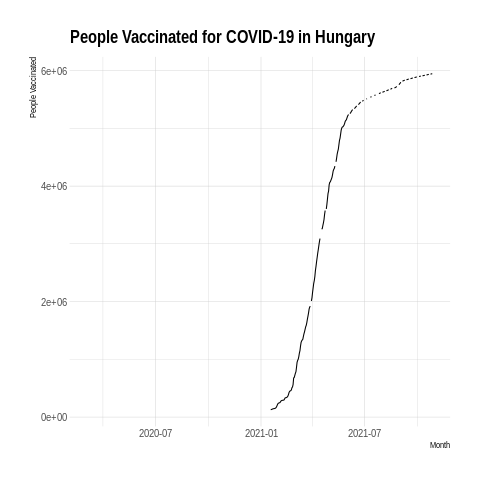 People Vaccinated for COVID-19 in Hungary
People Vaccinated
6e+06
4e+06
2e+06
0e+00
2020-07
2021-01
2021-07
Month